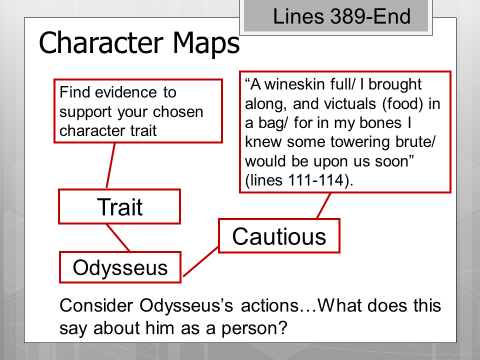 Lines 389-End
Character Maps
Find evidence to
support your chosen
character trait
“A wineskin full/ I brought
along, and victuals (food) in
a bag/ for in my bones I
knew some towering brute/
would be upon us soon”
(lines 111-114).
Trait
Cautious
Odysseus
Consider Odysseus’s actions…What does this
say about him as a person?